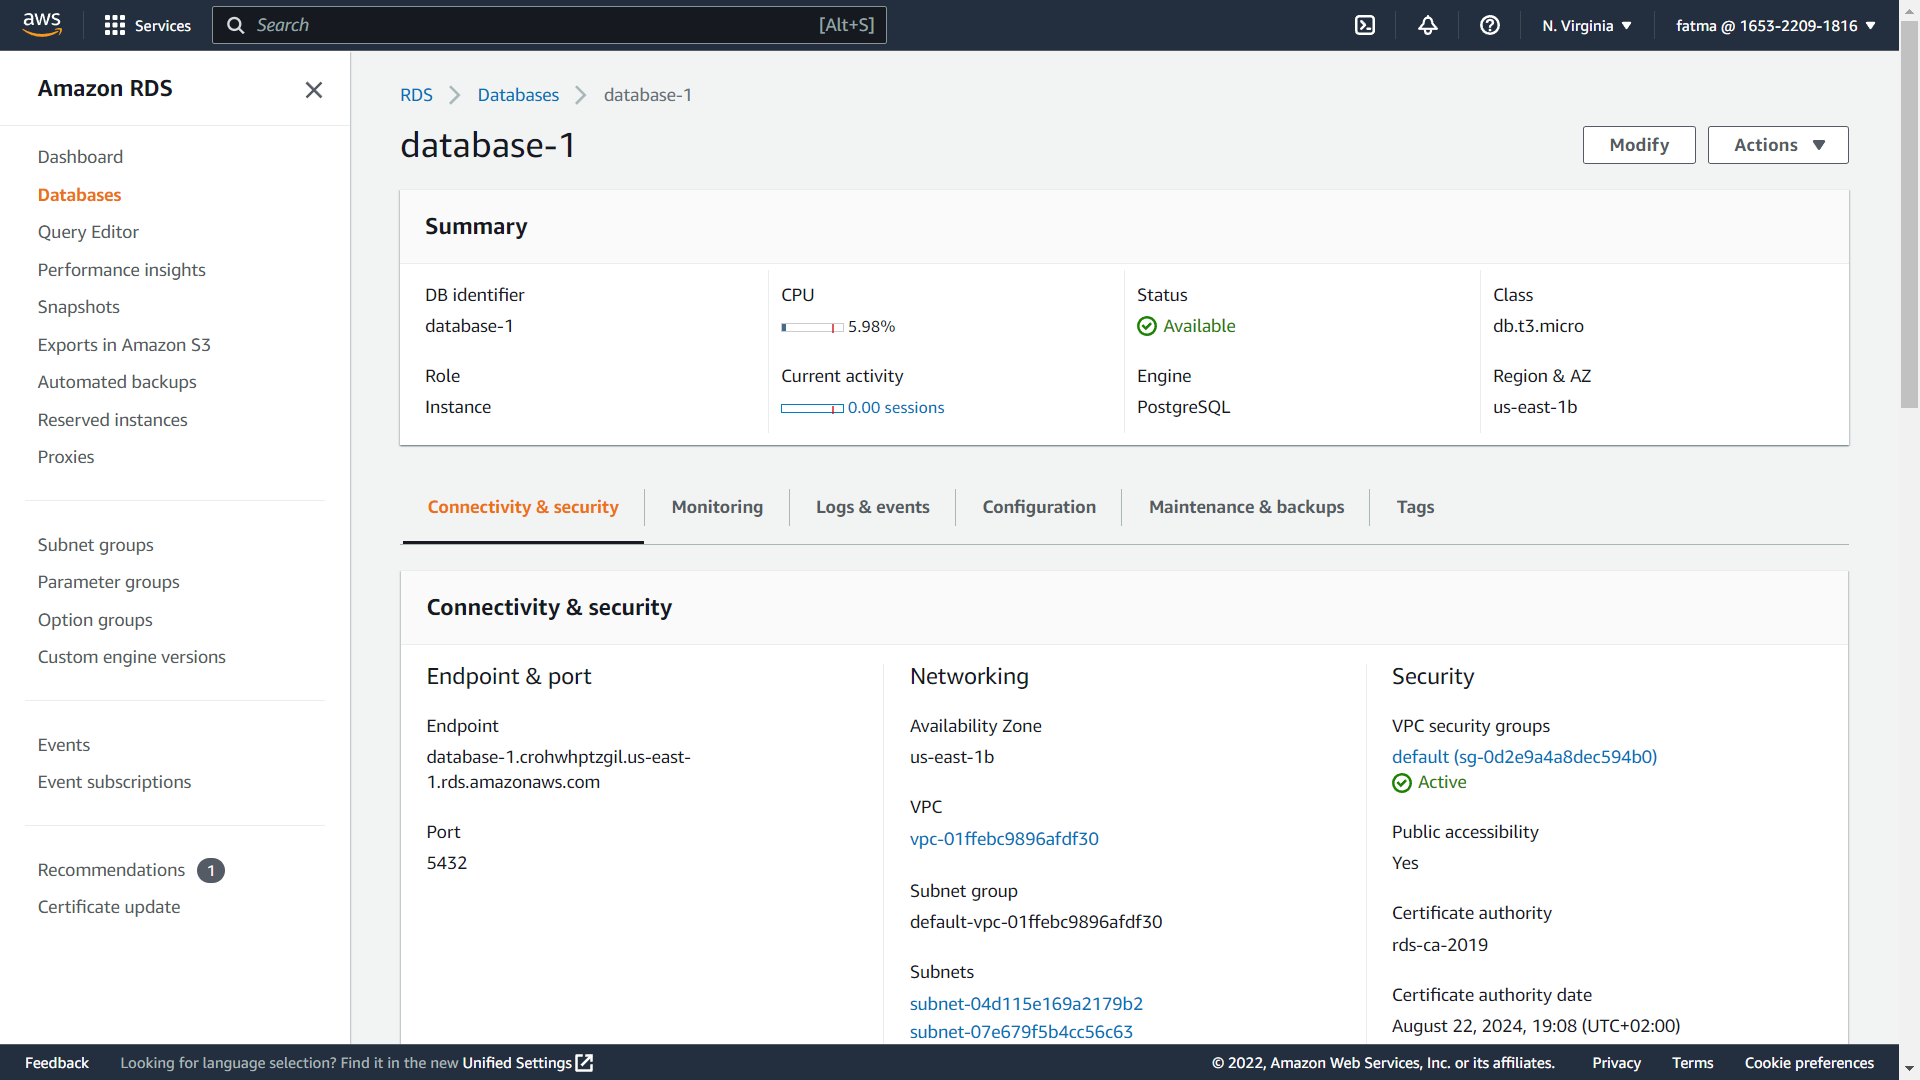 aws
Services
Search
[Alt+S]
N. Virginia
fatma @ 1653-2209-1816
Amazon RDS
Dashboard
Databases
Query Editor
Performance insights
Snapshots
Exports in Amazon S3
Automated backups
Reserved instances
Proxies
Subnet groups
Parameter groups
Option groups
Custom engine versions
Events
Event subscriptions
Recommendations 1
Certificate update
RDS > Databases > database-1
database-1
Modify
Actions
Summary
DB identifier
database-1
CPU
5.98%
Status
Available
Class
db.t3.micro
Role
Instance
Current activity
0.00 sessions
Engine
PostgreSQL
Region & AZ
us-east-1b
Connectivity & security
Monitoring
Logs & events
Configuration
Maintenance & backups
Tags
Connectivity & security
Endpoint & port
Endpoint
database-1.crohwhptzgil.us-east-
1.rds.amazonaws.com
Port
5432
Networking
Availability Zone
us-east-1b
VPC
vpc-01ffebc9896afdf30
Subnet group
default-vpc-01ffebc9896afdf30
Subnets
subnet-04d115e169a2179b2
subnet-07e679f5b4cc56c63
Security
VPC security groups
default (sg-0d2e9a4a8dec594b0)
Active
Public accessibility
Yes
Certificate authority
rds-ca-2019
Certificate authority date
August 22, 2024, 19:08 (UTC+02:00)
Feedback
Looking for language selection? Find it in the new Unified Settings
© 2022, Amazon Web Services, Inc. or its affiliates.
Privacy
Terms
Cookie preferences